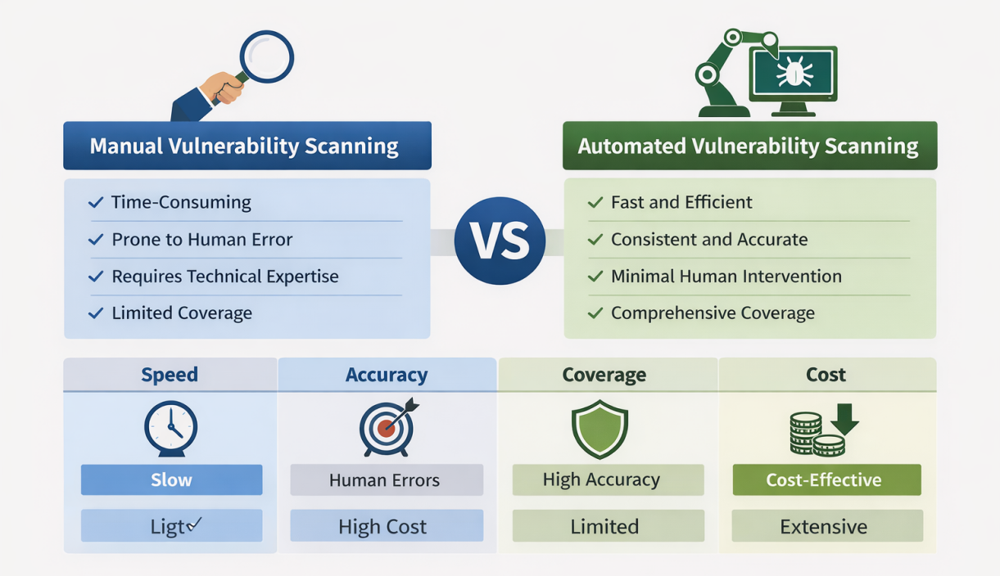 Manual Vulnerability Scanning
Automated Vulnerability Scanning
Time-Consuming
Prone to Human Error
Requires Technical Expertise
Limited Coverage
VS
Fast and Efficient
Consistent and Accurate
Minimal Human Intervention
Comprehensive Coverage
Speed
Accuracy
Coverage
Cost
Slow
Human Errors
High Accuracy
Cost-Effective
Ligt✓
High Cost
Limited
Extensive